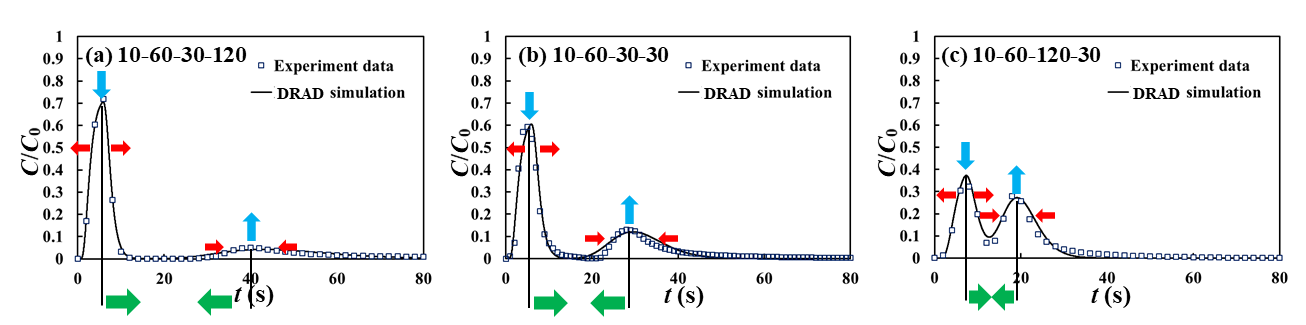 (a) 10-60-30-120
Experiment data
DRAD simulation
C/C0
1
0.9
0.8
0.7
0.6
0.5
0.4
0.3
0.2
0.1
0
0 20 40 60 80
t (s)
(b) 10-60-30-30
Experiment data
DRAD simulation
C/C0
1
0.9
0.8
0.7
0.6
0.5
0.4
0.3
0.2
0.1
0
0 20 40 60 80
t (s)
(c) 10-60-120-30
Experiment data
DRAD simulation
C/C0
1
0.9
0.8
0.7
0.6
0.5
0.4
0.3
0.2
0.1
0
0 20 40 60 80
t (s)